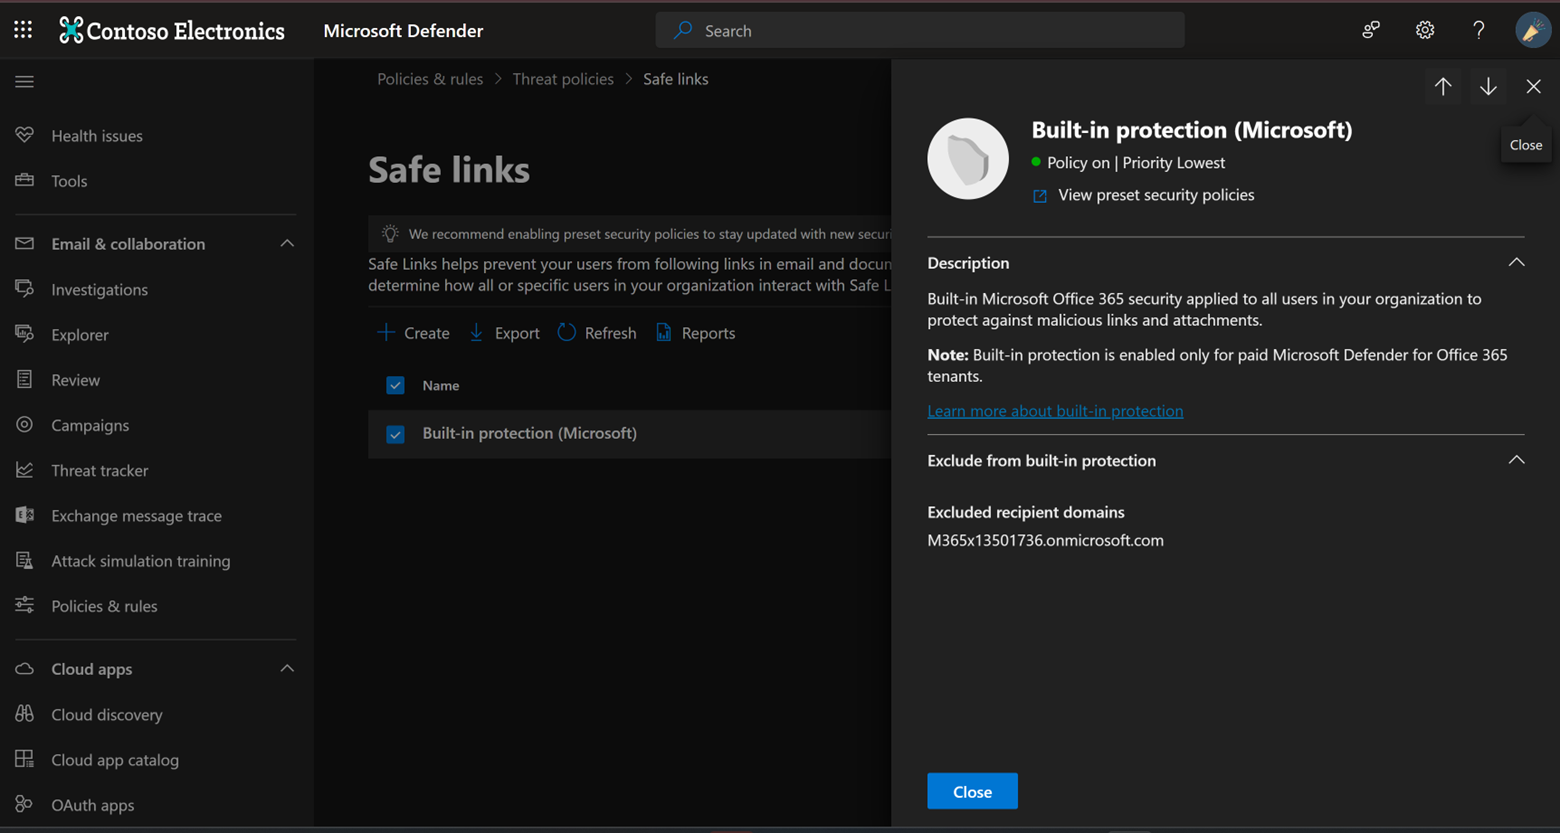 Contoso Electronics
Microsoft Defender
Search
Health issues
Tools
Email & collaboration
Investigations
Explorer
Review
Campaigns
Threat tracker
Exchange message trace
Attack simulation training
Policies & rules
Cloud apps
Cloud discovery
Cloud app catalog
OAuth apps
Policies & rules > Threat policies > Safe links
Safe links
We recommend enabling preset security policies to stay updated with new securi
Safe Links helps prevent your users from following links in email and docun
determine how all or specific users in your organization interact with Safe L
Create Export Refresh Reports
Name
Built-in protection (Microsoft)
Close
Built-in protection (Microsoft)
Policy on | Priority Lowest
View preset security policies
Description
Built-in Microsoft Office 365 security applied to all users in your organization to
protect against malicious links and attachments.
Note: Built-in protection is enabled only for paid Microsoft Defender for Office 365
tenants.
Learn more about built-in protection
Exclude from built-in protection
Excluded recipient domains
M365x13501736.onmicrosoft.com
Close